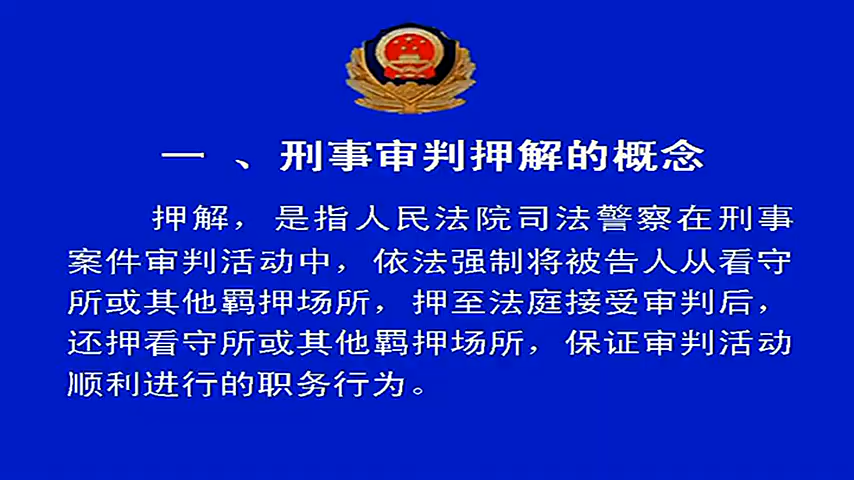 一 、刑事审判押解的概念
押解，是指人民法院司法警察在刑事
案件审判活动中，依法强制将被告人从看守
所或其他羁押场所，押至法庭接受审判后，
还押看守所或其他羁押场所，保证审判活动
顺利进行的职务行为。